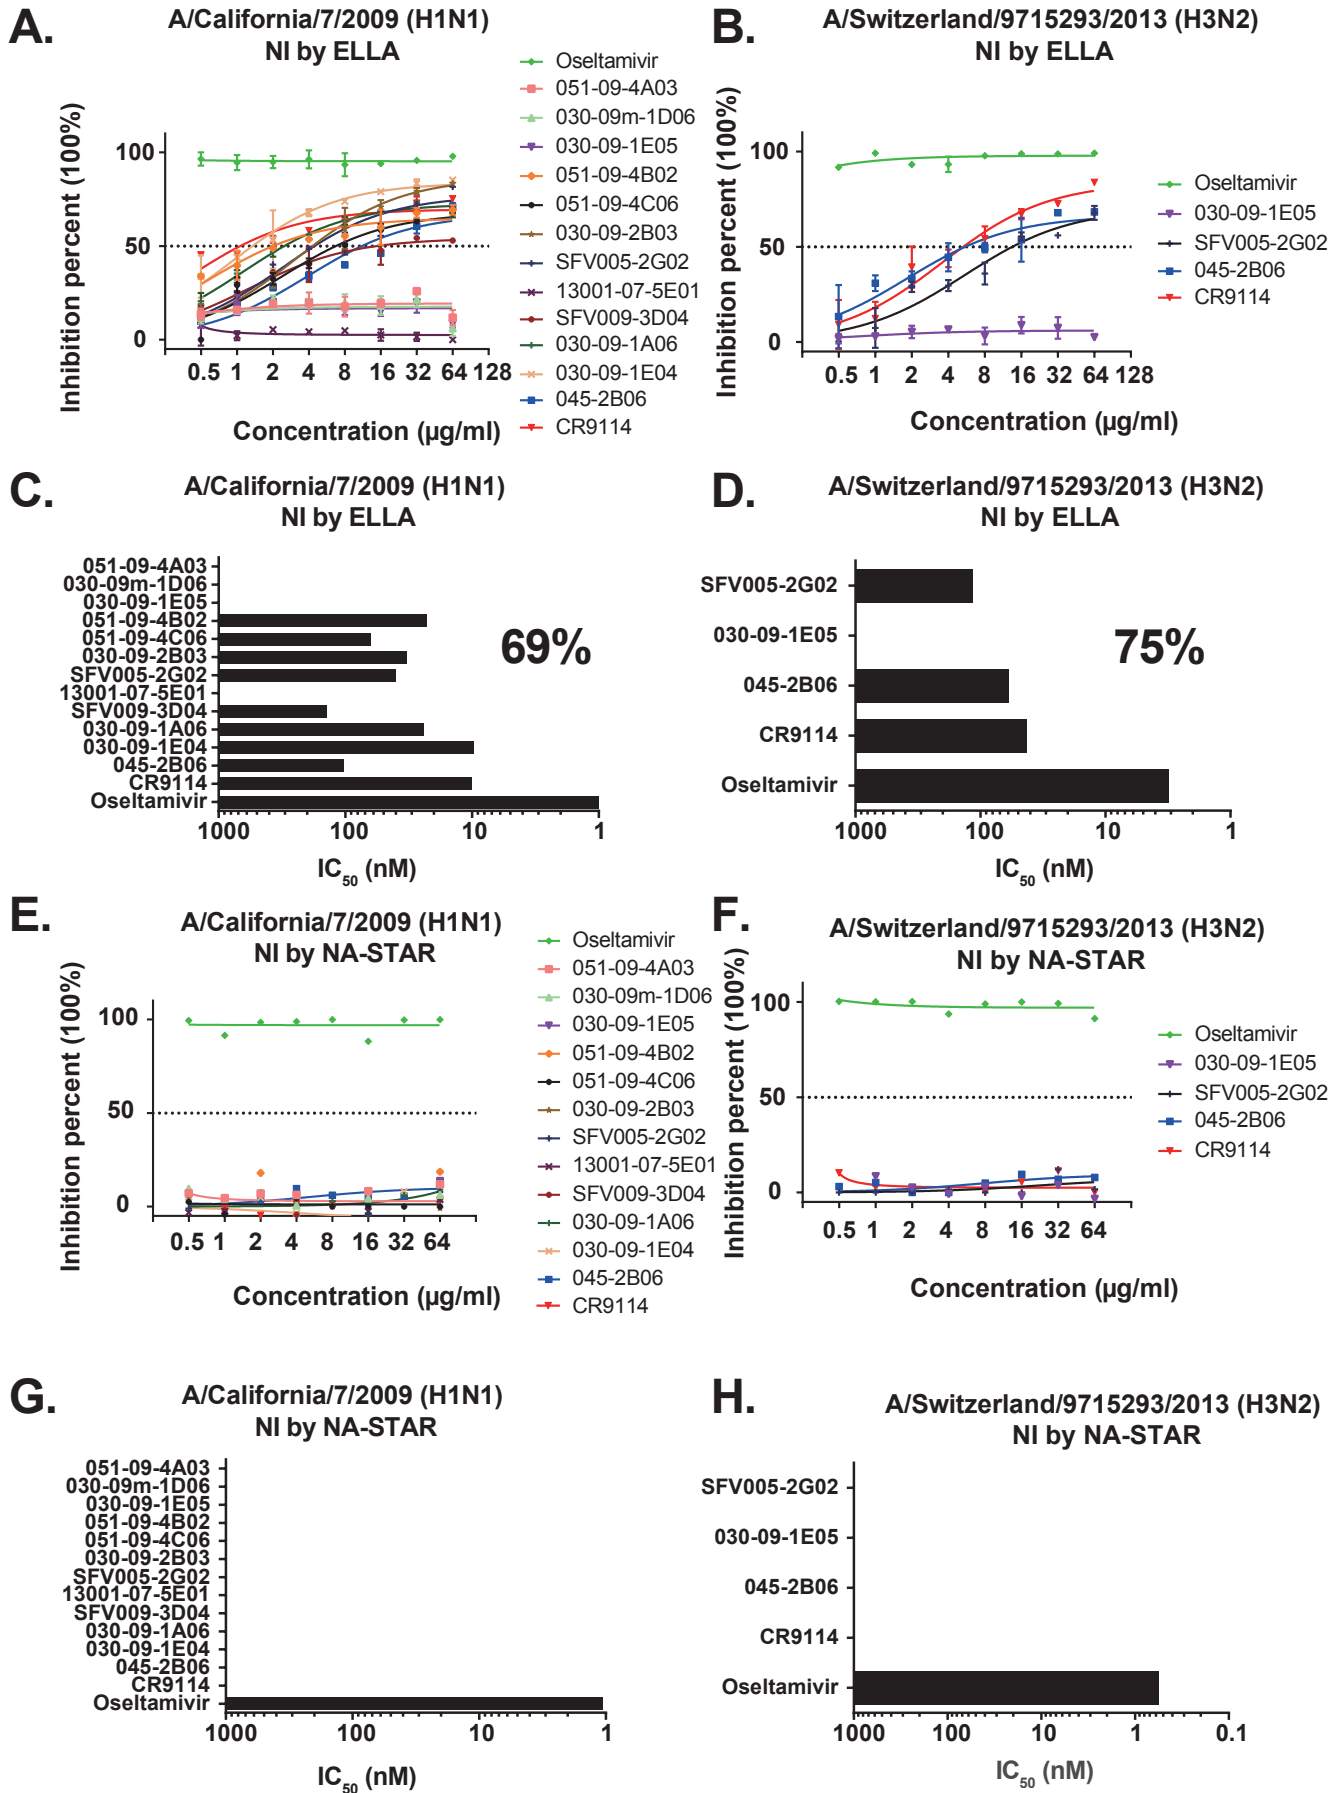 A.
A/California/7/2009 (H1N1)
NI by ELLA
Inhibition percent (100%)
100
50
0
0.5 1 2 4 8 16 32 64 128
Concentration (µg/ml)
Oseltamivir
051-09-4A03
030-09m-1D06
030-09-1E05
051-09-4B02
051-09-4C06
030-09-2B03
SFV005-2G02
13001-07-5E01
SFV009-3D04
030-09-1A06
030-09-1E04
045-2B06
CR9114
B.
A/Switzerland/9715293/2013 (H3N2)
NI by ELLA
Inhibition percent (100%)
100
50
0
0.5 1 2 4 8 16 32 64 128
Concentration (µg/ml)
Oseltamivir
030-09-1E05
SFV005-2G02
045-2B06
CR9114
C.
A/California/7/2009 (H1N1)
NI by ELLA
051-09-4A03
030-09m-1D06
030-09-1E05
051-09-4B02
051-09-4C06
030-09-2B03
SFV005-2G02
13001-07-5E01
SFV009-3D04
030-09-1A06
030-09-1E04
045-2B06
CR9114
Oseltamivir
69%
1000 100 10 1
IC50 (nM)
D.
A/Switzerland/9715293/2013 (H3N2)
NI by ELLA
SFV005-2G02
030-09-1E05
045-2B06
CR9114
Oseltamivir
75%
1000 100 10 1
IC50 (nM)
E.
A/California/7/2009 (H1N1)
NI by NA-STAR
Inhibition percent (100%)
100
50
0
0.5 1 2 4 8 16 32 64
Concentration (µg/ml)
Oseltamivir
051-09-4A03
030-09m-1D06
030-09-1E05
051-09-4B02
051-09-4C06
030-09-2B03
SFV005-2G02
13001-07-5E01
SFV009-3D04
030-09-1A06
030-09-1E04
045-2B06
CR9114
F.
A/Switzerland/9715293/2013 (H3N2)
NI by NA-STAR
Inhibition percent (100%)
100
50
0
0.5 1 2 4 8 16 32 64
Concentration (µg/ml)
Oseltamivir
030-09-1E05
SFV005-2G02
045-2B06
CR9114
G.
A/California/7/2009 (H1N1)
NI by NA-STAR
051-09-4A03
030-09m-1D06
030-09-1E05
051-09-4B02
051-09-4C06
030-09-2B03
SFV005-2G02
13001-07-5E01
SFV009-3D04
030-09-1A06
030-09-1E04
045-2B06
CR9114
Oseltamivir
1000 100 10 1
IC50 (nM)
H.
A/Switzerland/9715293/2013 (H3N2)
NI by NA-STAR
SFV005-2G02
030-09-1E05
045-2B06
CR9114
Oseltamivir
1000 100 10 1 0.1
IC50 (nM)